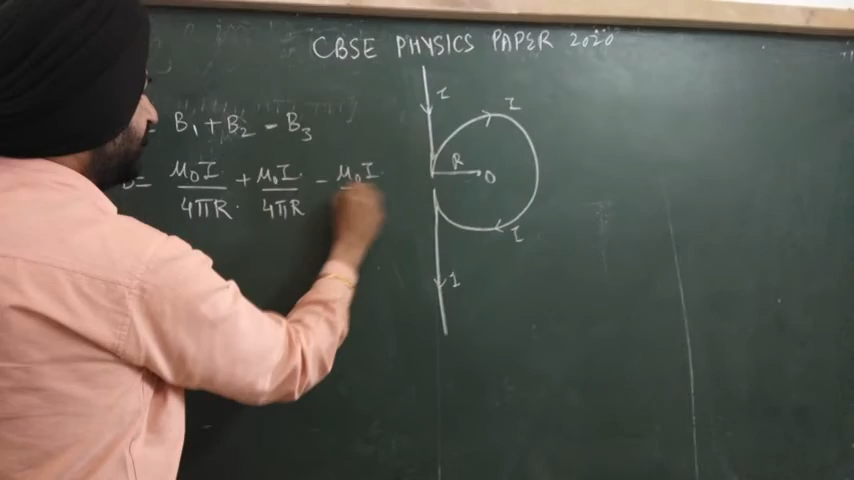 CBSE PHYSICS PAPER 2020
I
I
= B₁ + B₂ - B₃
R
O
= μ₀I/4πR + μ₀I/4πR - μ₀I
I
I